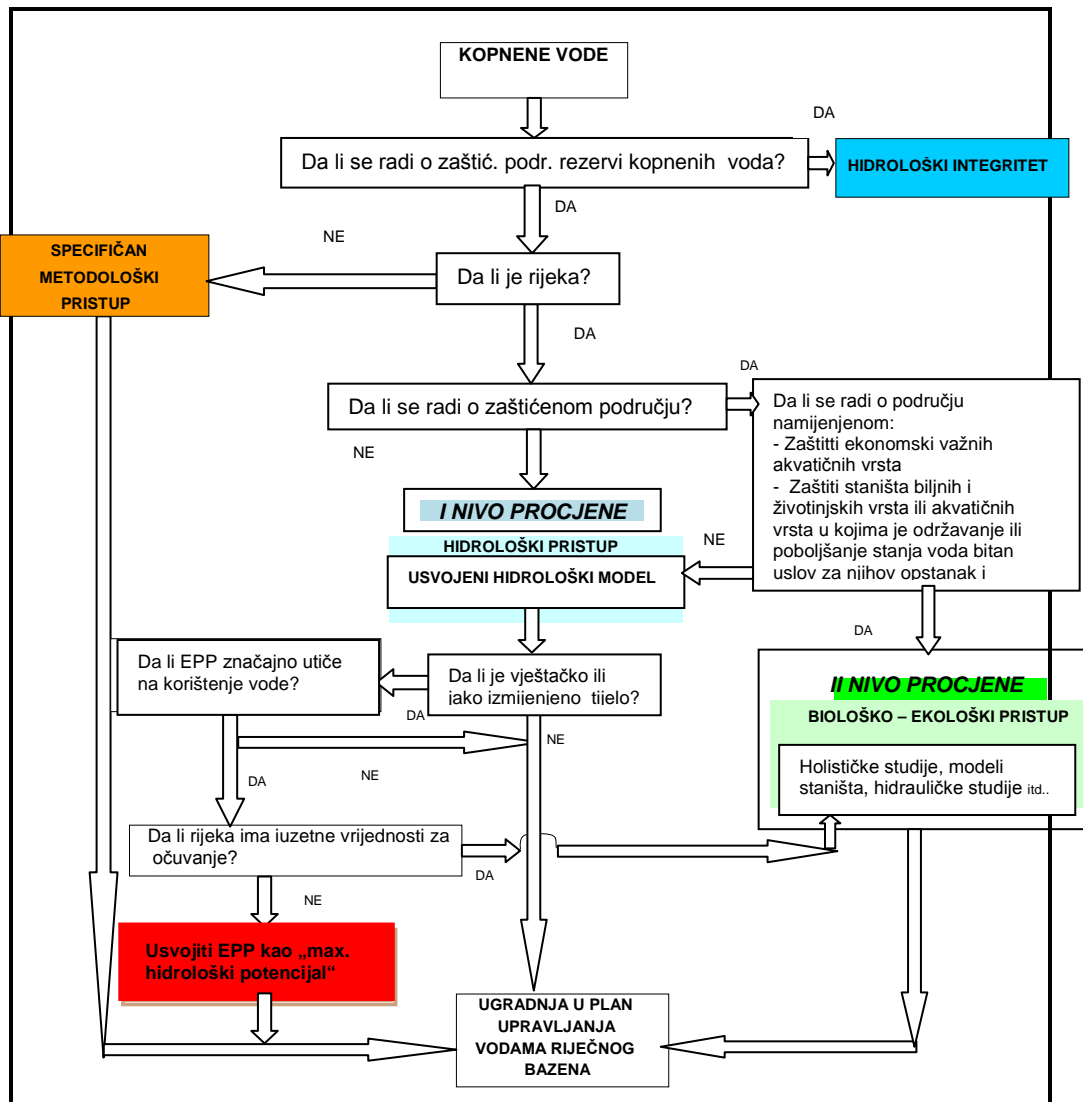 KOPNENE VODE
DA
Da li se radi o zaštić. podr. rezervi kopnenih voda?
HIDROLOŠKI INTEGRITET
DA
NE
SPECIFIČAN
METODOLOŠKI
PRISTUP
Da li je rijeka?
DA
DA
Da li se radi o zaštićenom području?
Da li se radi o području
namijenjenom:
- Zaštitti ekonomski važnih
akvatičnih vrsta
- Zaštiti staništa biljnih i
životinjskih vrsta ili akvatičnih
vrsta u kojima je održavanje ili
poboljšanje stanja voda bitan
uslov za njihov opstanak i
NE
I NIVO PROCJENE
HIDROLOŠKI PRISTUP
USVOJENI HIDROLOŠKI MODEL
NE
DA
Da li EPP značajno utiče
na korištenje vode?
Da li je vještačko ili
jako izmijenjeno tijelo?
DA
NE
II NIVO PROCJENE
BIOLOŠKO – EKOLOŠKI PRISTUP
Holističke studije, modeli
staništa, hidrauličke studije itd..
DA
NE
Da li rijeka ima iuzetne vrijednosti za
očuvanje?
DA
NE
Usvojiti EPP kao „max.
hidrološki potencijal“
UGRADNJA U PLAN
UPRAVLJANJA
VODAMA RIJEČNOG
BAZENA